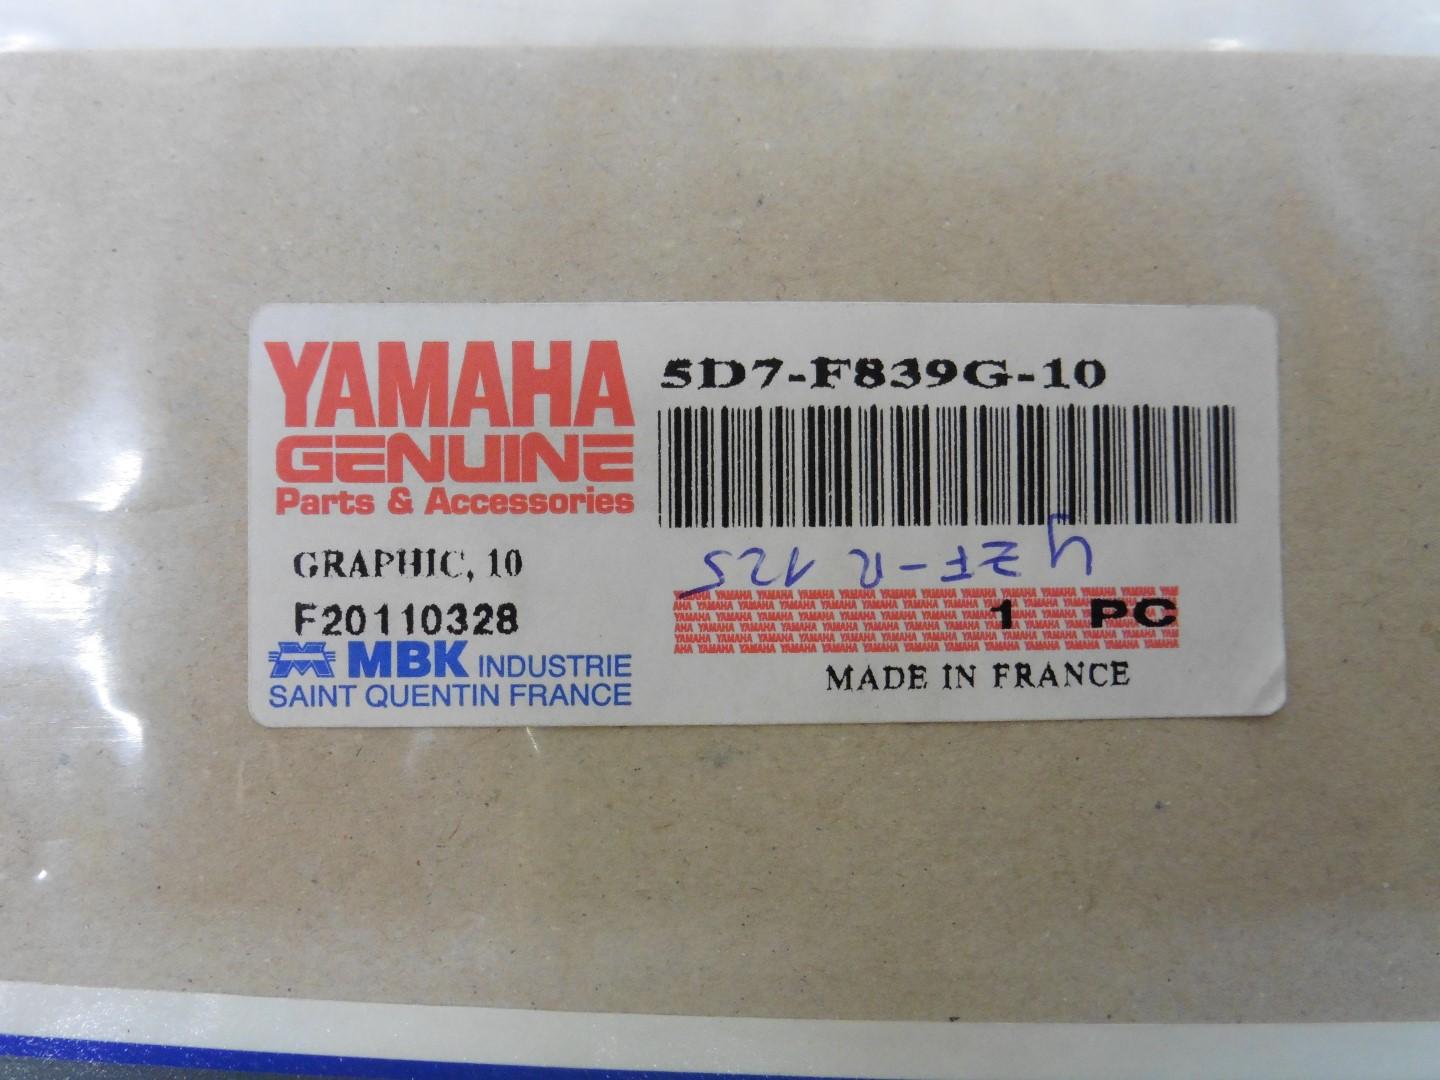 YAMAHA
GENUINE
Parts & Accessories
5D7-F839G-10
GRAPHIC, 10
F20110328
MBK INDUSTRIE
SAINT QUENTIN FRANCE
YZF-R 125
1 PC
MADE IN FRANCE